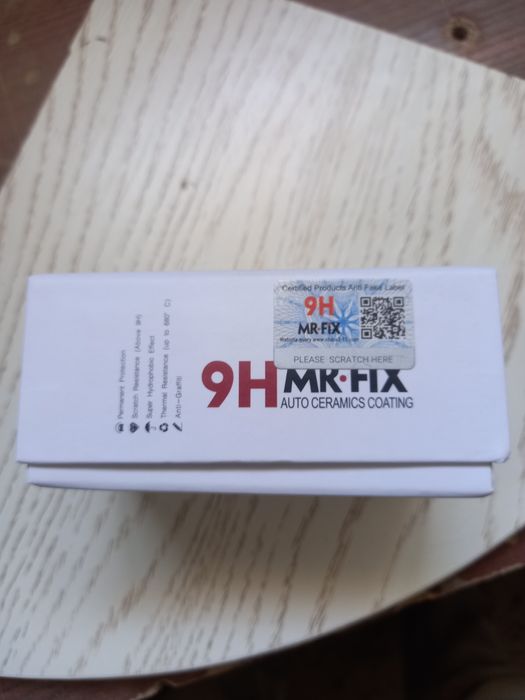 Certified Products Anti Fake Label
9H
MR·FIX
PLEASE SCRATCH HERE
9H MR·FIX
AUTO CERAMICS COATING
Permanent Protection
Scratch Resistance (Above 9H)
Super Hydrophobic Effect
Thermal Resistance (up to 680° C)
Anti-Graffiti